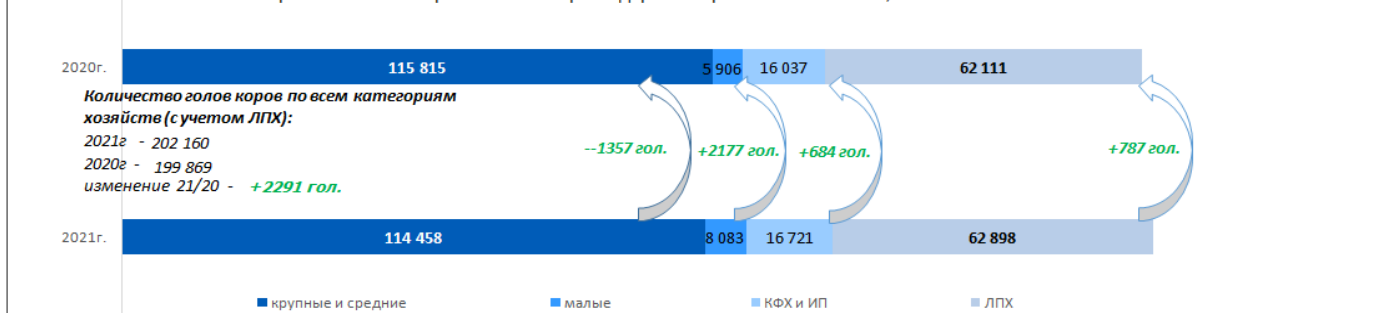 2020г.
115 815
5 906
16 037
62 111
Количество голов коров по всем категориям
хозяйств (с учетом ЛПХ):
2021г - 202 160
2020г - 199 869
изменение 21/20 - +2291 гол.
--1357 гол.
+2177 гол.
+684 гол.
+787 гол.
2021г.
114 458
8 083
16 721
62 898
крупные и средние
малые
КФХ и ИП
ЛПХ